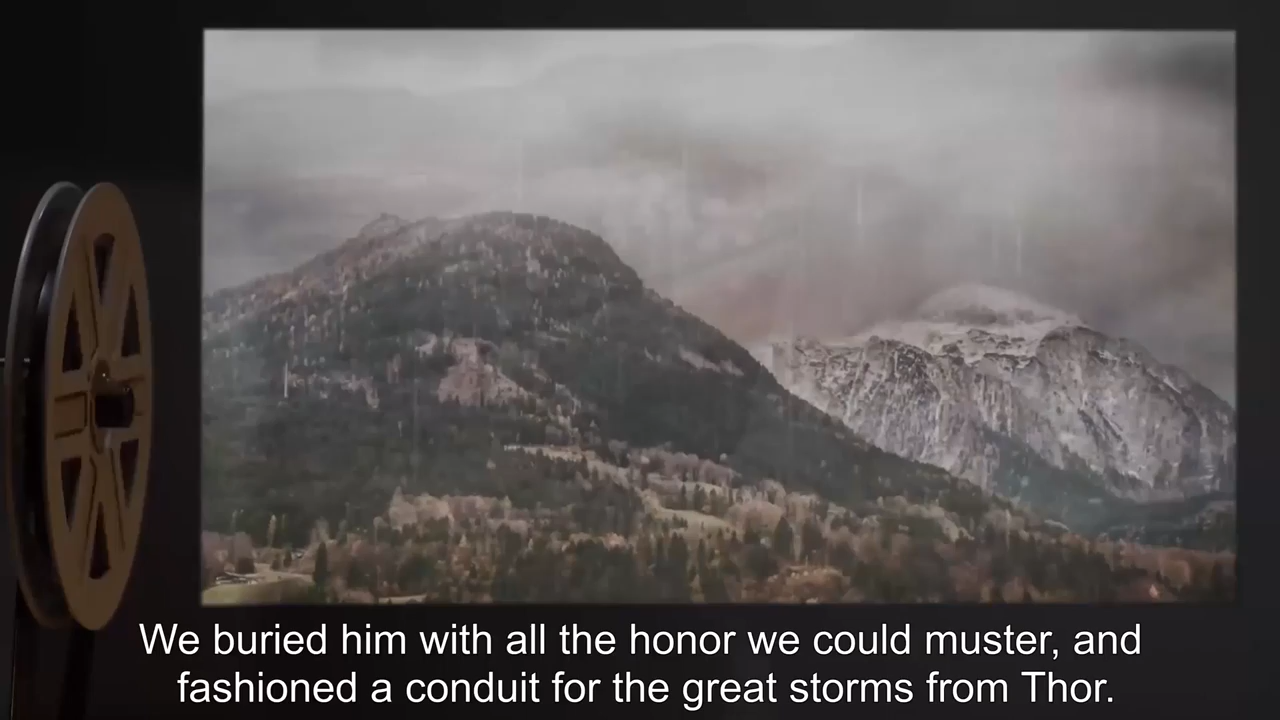 We buried him with all the honor we could muster, and
fashioned a conduit for the great storms from Thor.